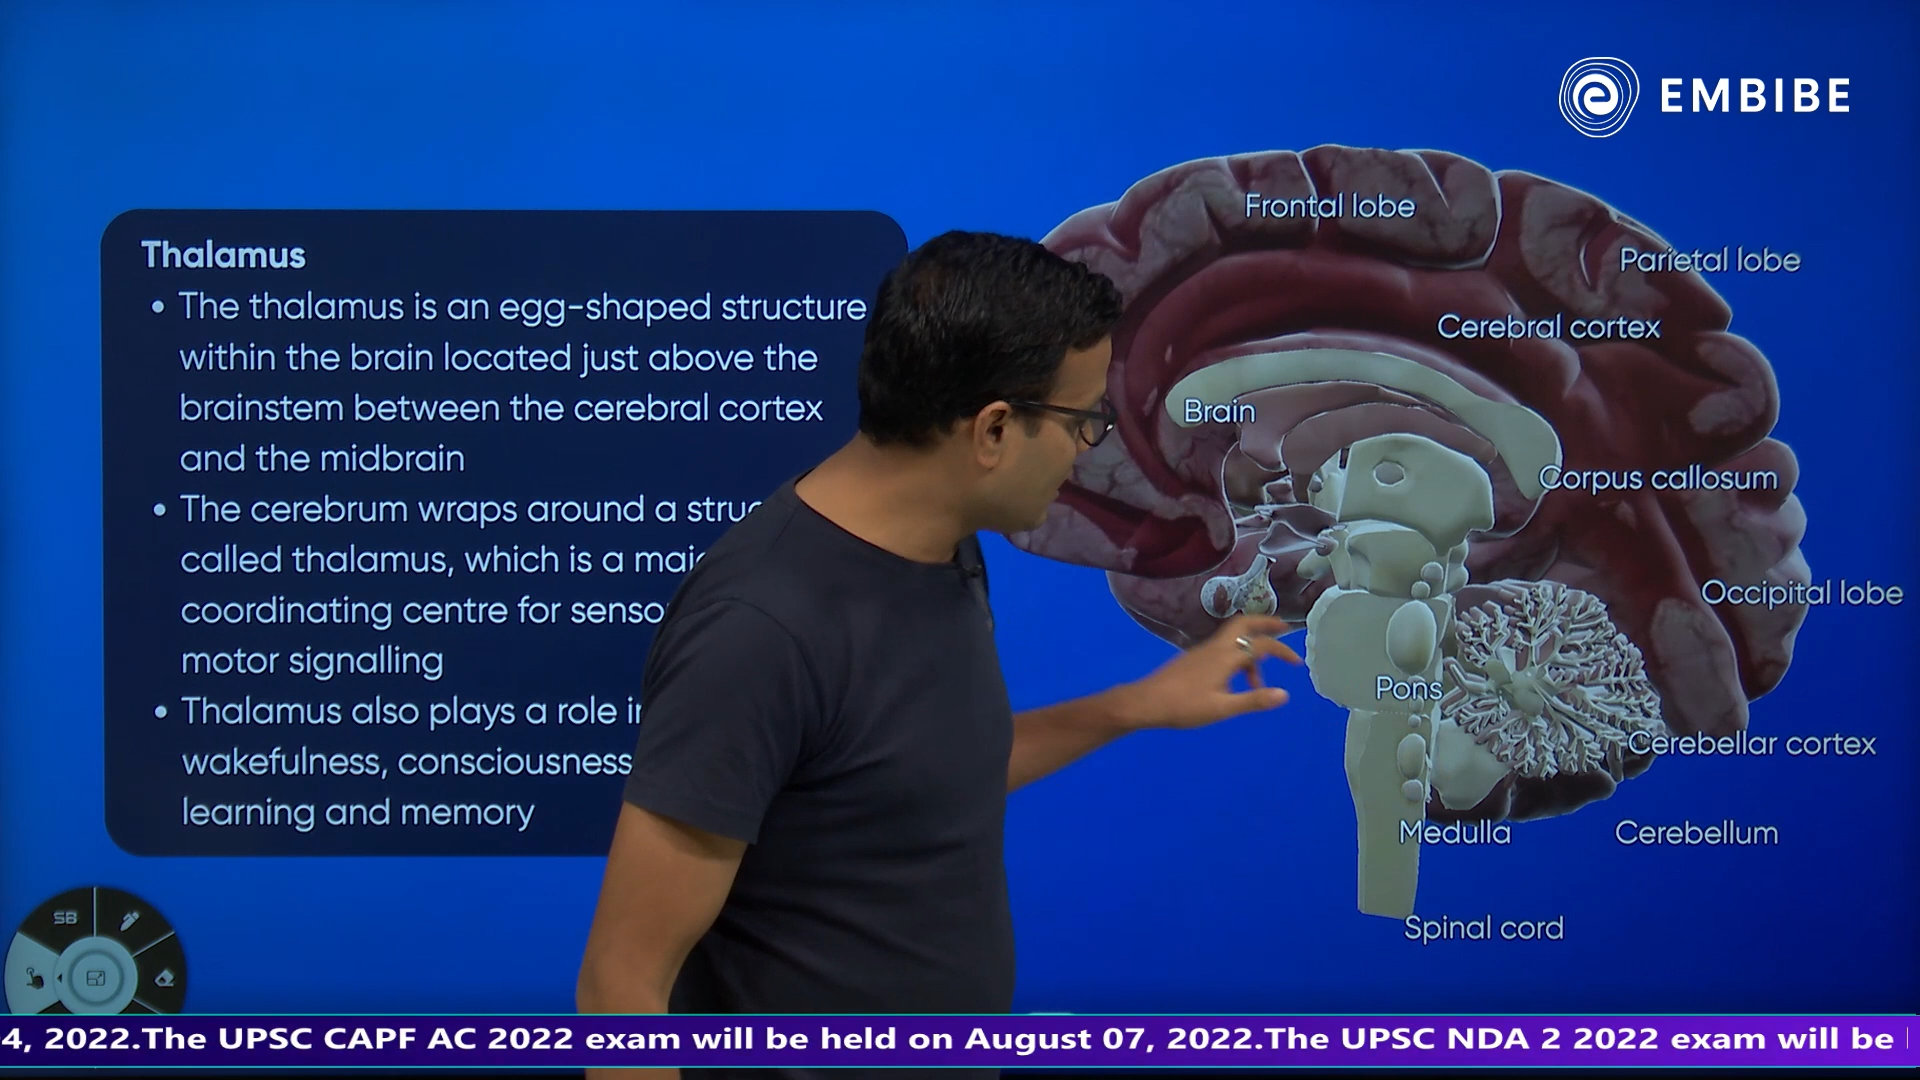 EMBIBE
Thalamus
• The thalamus is an egg-shaped structure
within the brain located just above the
brainstem between the cerebral cortex
and the midbrain
• The cerebrum wraps around a
called thalamus, which is a
coordinating centre for
motor signalling
• Thalamus also plays a role
wakefulness, consciousness
learning and memory
Frontal lobe
Parietal lobe
Cerebral cortex
Brain
Corpus callosum
Occipital lobe
Pons
Cerebellar cortex
Medulla
Cerebellum
Spinal cord
SB
4, 2022.The UPSC CAPF AC 2022 exam will be held on August 07, 2022.The UPSC NDA 2 2022 exam will be